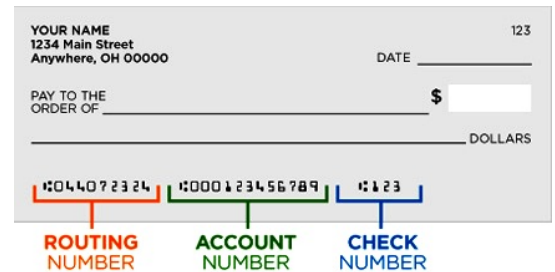 YOUR NAME 123
1234 Main Street
Anywhere, OH 00000
DATE
PAY TO THE
ORDER OF $
DOLLARS
⑆044072324⑆ ⑆000123456789⑆ ⑆123
ROUTING ACCOUNT CHECK
NUMBER NUMBER NUMBER